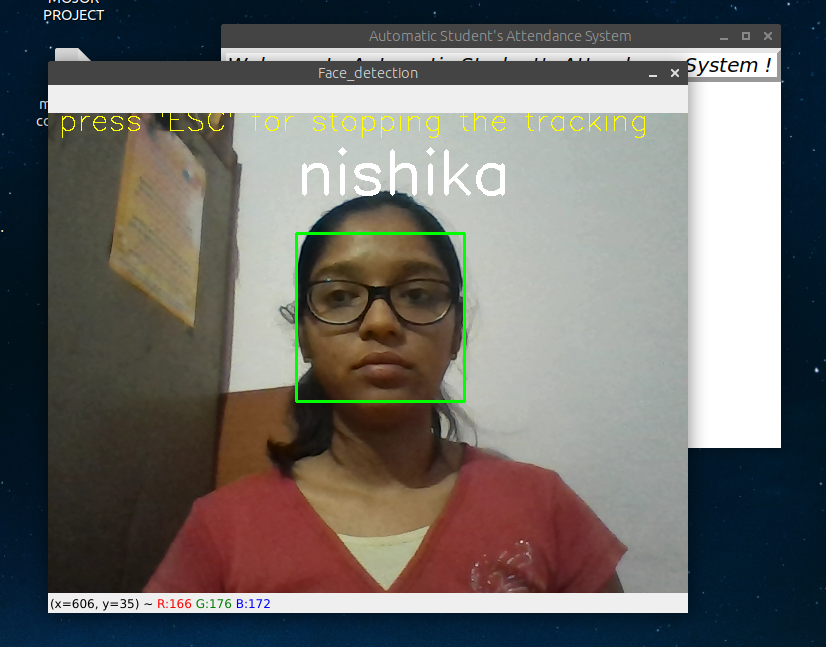 MOJOR
PROJECT
Automatic Student's Attendance System
System !
Face_detection
press 'ESC' for stopping the tracking
nishika
(x=606, y=35) ~ R:166 G:176 B:172